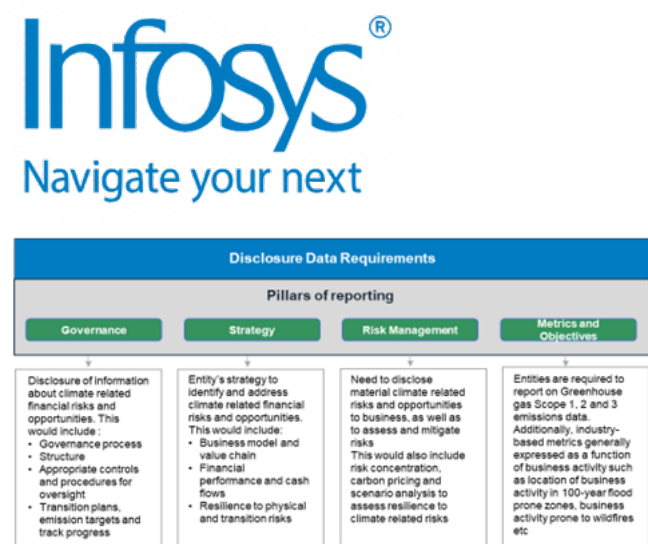 Infosys®
Navigate your next
Disclosure Data Requirements
Pillars of reporting
Governance
Strategy
Risk Management
Metrics and
Objectives
Disclosure of information
about climate related
financial risks and
opportunities. This
would include :
• Governance process
• Structure
• Appropriate controls
and procedures for
oversight
• Transition plans,
emission targets and
track progress
Entity's strategy to
identify and address
climate related financial
risks and opportunities.
This would include:
• Business model and
value chain
• Financial
performance and cash
flows
• Resilience to physical
and transition risks
Need to disclose
material climate related
risks and opportunities
to business, as well as
to assess and mitigate
risks
This would also include
risk concentration,
carbon pricing and
scenario analysis to
assess resilience to
climate related risks
Entities are required to
report on Greenhouse
gas Scope 1, 2 and 3
emissions data.
Additionally, industry-
based metrics generally
expressed as a function
of business activity such
as location of business
activity in 100-year flood
prone zones, business
activity prone to wildfires
etc